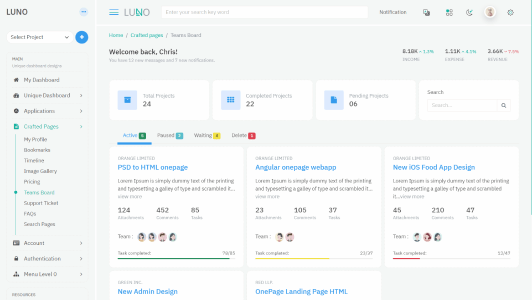 LUNO
Select Project
MAIN
Unique dashboard designs
My Dashboard
Unique Dashboard
Applications
Crafted Pages
My Profile
Bookmarks
Timeline
Image Gallery
Pricing
Teams Board
Support Ticket
FAQs
Search Pages
Account
Authentication
Menu Level 0
RESOURCES
LUNO
Enter your search key word
Notification
Home / Crafted pages / Teams Board
Welcome back, Chris!
You have 12 new messages and 7 new notifications.
8.18K 1.3%
INCOME
1.11K 4.1%
EXPENSE
3.66K 7.5%
REVENUE
Total Projects
24
Completed Projects
22
Pending Projects
06
Search
Search...
Active
Paused
Waiting
Delete
ORANGE LIMITED
PSD to HTML onepage
Lorem Ipsum is simply dummy text of the printing
and typesetting a galley of type and scrambled it...
view more
124 452 85
Attachments Comments Tasks
Team :
Task completed: 78/85
ORANGE LIMITED
Angular onepage webapp
Lorem Ipsum is simply dummy text of the printing
and typesetting a galley of type and scrambled it...
view more
23 105 37
Attachments Comments Tasks
Team :
Task completed: 23/37
ORANGE LIMITED
New iOS Food App Design
Lorem Ipsum is simply dummy text of the printing
and typesetting a galley of type and scrambled
it...view more
45 210 47
Attachments Comments Tasks
Team :
Task completed: 11/47
GREEN INC.
New Admin Design
RED LLP.
OnePage Landing Page HTML